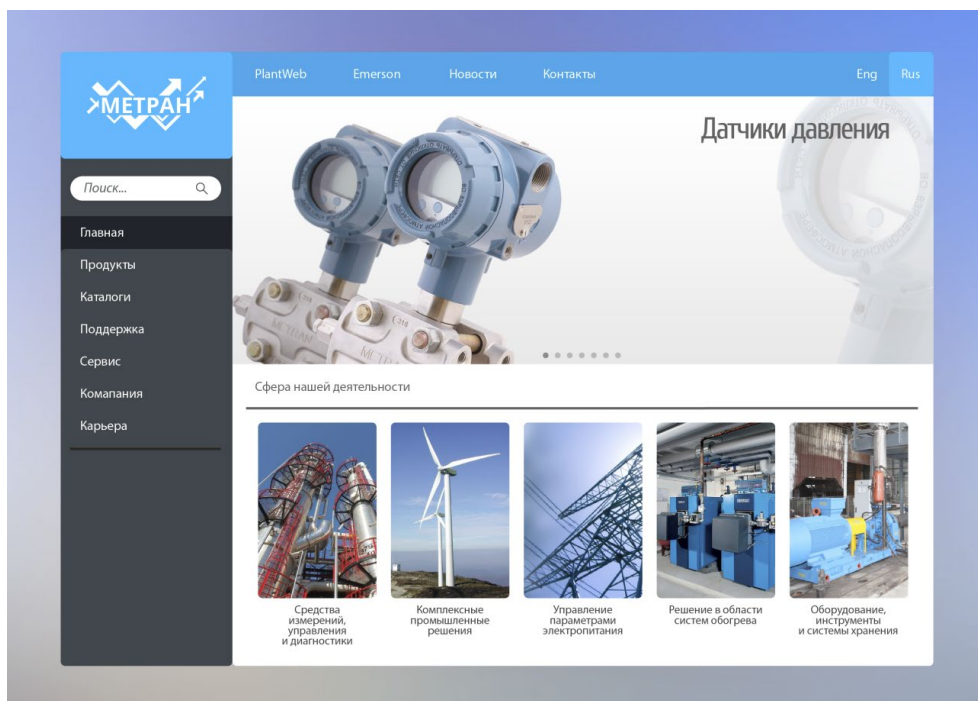 МЕТРАН
PlantWeb Emerson Новости Контакты Eng Rus
Датчики давления
Поиск...
Главная
Продукты
Каталоги
Поддержка
Сервис
Комапания
Карьера
METRAN
Сфера нашей деятельности
Средства
измерений,
управления
и диагностики
Комплексные
промышленные
решения
Управление
параметрами
электропитания
Решение в области
систем обогрева
Оборудование,
инструменты
и системы хранения